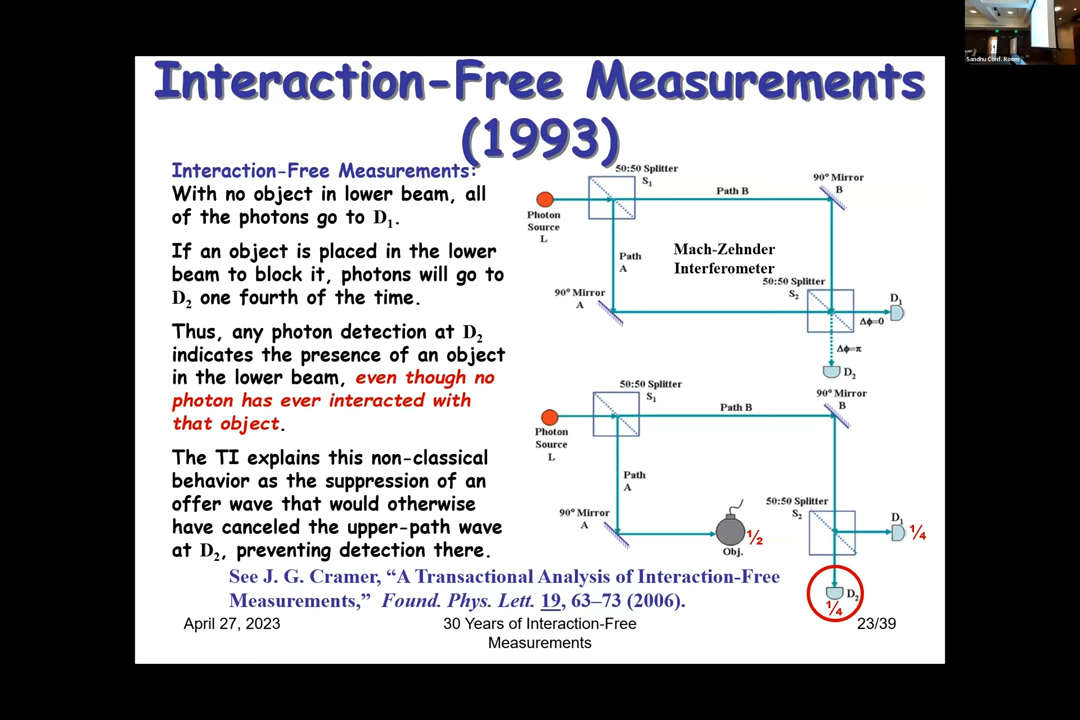 Sandhu Conf. Room
Interaction-Free Measurements
(1993)
Interaction-Free Measurements:
With no object in lower beam, all
of the photons go to D₁.
If an object is placed in the lower
beam to block it, photons will go to
D₂ one fourth of the time.
Thus, any photon detection at D₂
indicates the presence of an object
in the lower beam, even though no
photon has ever interacted with
that object.
The TI explains this non-classical
behavior as the suppression of an
offer wave that would otherwise
have canceled the upper-path wave
at D₂, preventing detection there.
50:50 Splitter
S₁
Path B
90° Mirror
B
Photon
Source
L
Path
A
Mach-Zehnder
Interferometer
50:50 Splitter
S₂
90° Mirror
A
D₁
Δϕ=0
Δϕ=π
D₂
50:50 Splitter
S₁
Path B
90° Mirror
B
Photon
Source
L
Path
A
50:50 Splitter
S₂
90° Mirror
A
½
Obj.
D₁
¼
D₂
¼
See J. G. Cramer, “A Transactional Analysis of Interaction-Free
Measurements,” Found. Phys. Lett. 19, 63–73 (2006).
April 27, 2023
30 Years of Interaction-Free
Measurements
23/39